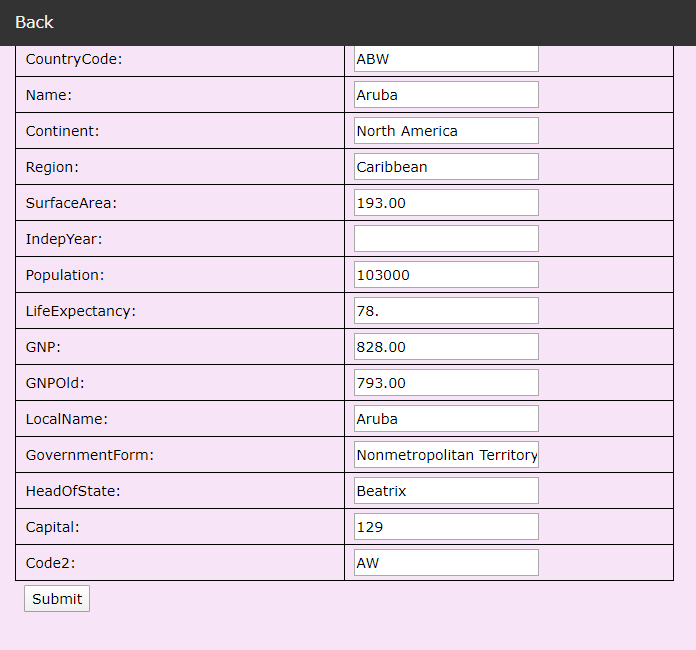 Back
CountryCode: ABW
Name: Aruba
Continent: North America
Region: Caribbean
SurfaceArea: 193.00
IndepYear:
Population: 103000
LifeExpectancy: 78.
GNP: 828.00
GNPOld: 793.00
LocalName: Aruba
GovernmentForm: Nonmetropolitan Territory
HeadOfState: Beatrix
Capital: 129
Code2: AW
Submit